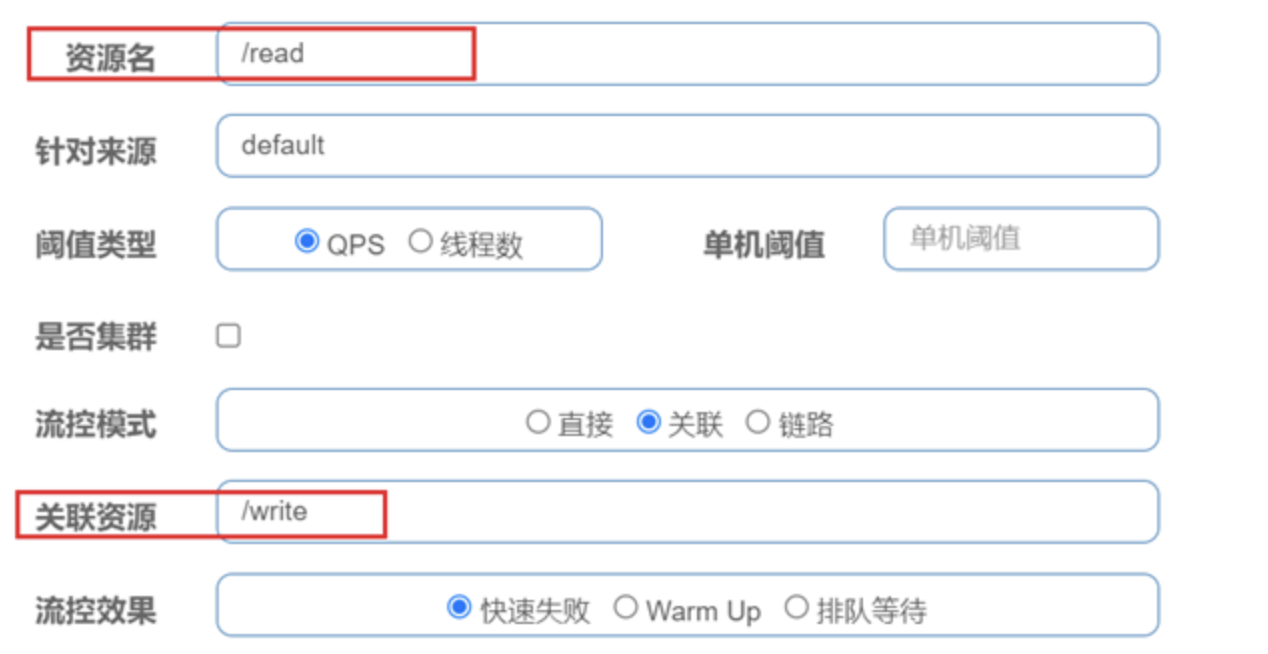 资源名 /read
针对来源 default
阈值类型 QPS 线程数 单机阈值 单机阈值
是否集群
流控模式 直接 关联 链路
关联资源 /write
流控效果 快速失败 Warm Up 排队等待